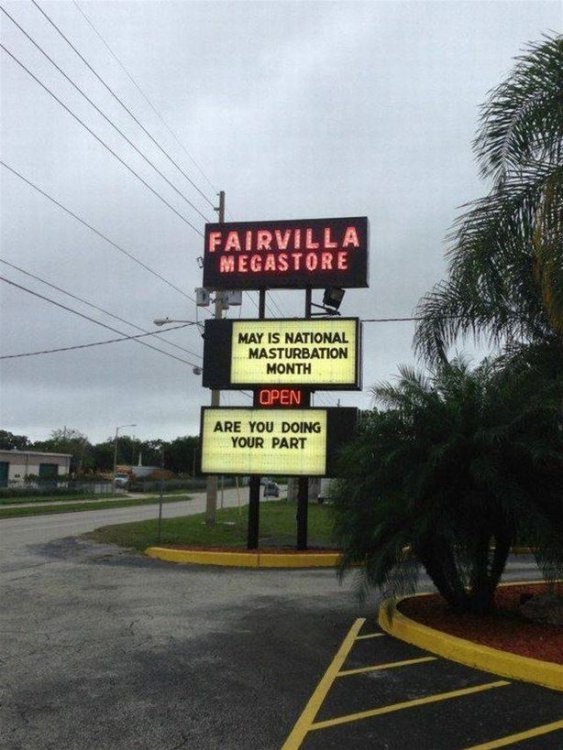 FAIRVILLA
MEGASTORE
MAY IS NATIONAL
MASTURBATION
MONTH
OPEN
ARE YOU DOING
YOUR PART